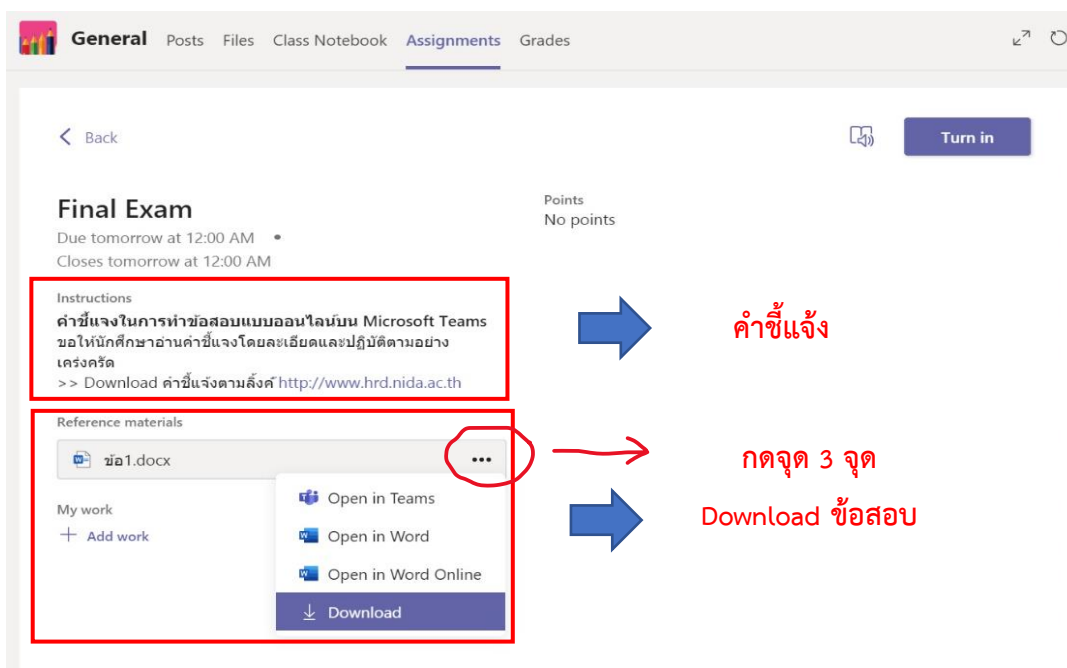 General Posts Files Class Notebook Assignments Grades
Back
Turn in
Final Exam
Points
No points
Due tomorrow at 12:00 AM •
Closes tomorrow at 12:00 AM
Instructions
คำชี้แจงในการทำข้อสอบแบบออนไลน์บน Microsoft Teams
ขอให้นักศึกษาอ่านคำชี้แจงโดยละเอียดและปฏิบัติตามอย่าง
เคร่งครัด
>> Download คำชี้แจงตามลิ้งค์ http://www.hrd.nida.ac.th
คำชี้แจ้ง
Reference materials
ข้อ1.docx
กดจุด 3 จุด
Download ข้อสอบ
My work
+ Add work
Open in Teams
Open in Word
Open in Word Online
Download